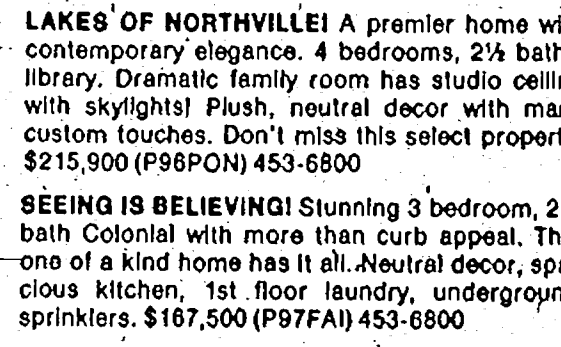 LAKES OF NORTHVILLE! A premier home wi
contemporary elegance. 4 bedrooms, 2½ bath
library. Dramatic family room has studio ceili
with skylights! Plush, neutral decor with ma
custom touches. Don't miss this select propert
$215,900 (P96PON) 453-6800
SEEING IS BELIEVING! Stunning 3 bedroom, 2
bath Colonial with more than curb appeal. Th
one of a kind home has it all. Neutral decor, spa
cious kitchen, 1st floor laundry, undergroun
sprinklers. $167,500 (P97FAI) 453-6800